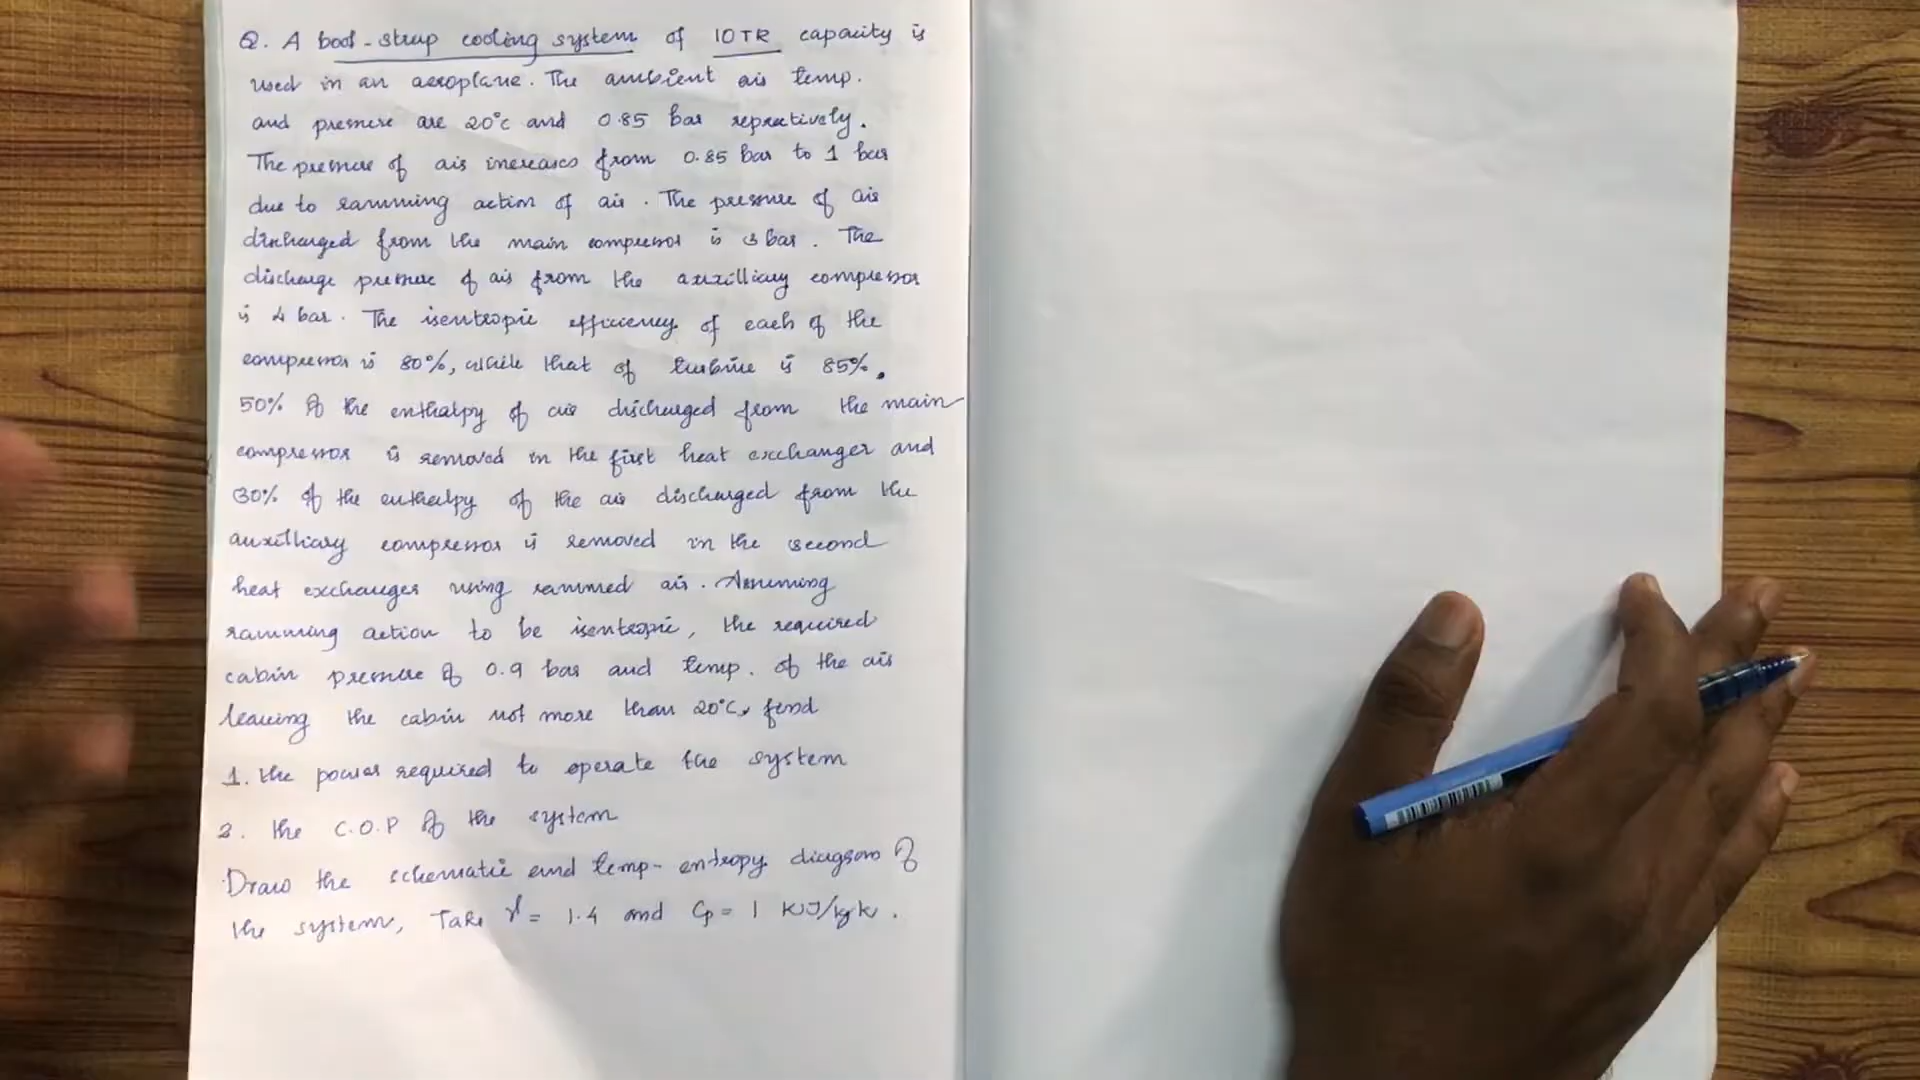 Q. A boot-strap cooling system of 10TR capacity is
used in an aeroplane. The ambient air temp.
and pressure are 20°C and 0.85 bar repectively.
The pressure of air increases from 0.85 bar to 1 bar
due to ramming action of air. The pressure of air
discharged from the main compressor is 3 bar. The
discharge pressure of air from the auxilliary compressor
is 4 bar. The isentropic efficiency of each of the
compressor is 80%, while that of turbine is 85%.
50% of the enthalpy of air discharged from the main
compressor is removed in the first heat exchanger and
30% of the enthalpy of the air discharged from the
auxilliary compressor is removed in the second
heat exchanger using rammed air. Assuming
ramming action to be isentropic, the required
cabin pressure of 0.9 bar and temp. of the air
leaving the cabin not more than 20°C, find
1. the power required to operate the system
2. the C.O.P of the system
Draw the schematic and temp-entropy diagram of
the system, Take γ = 1.4 and Cp = 1 kJ/kgk.